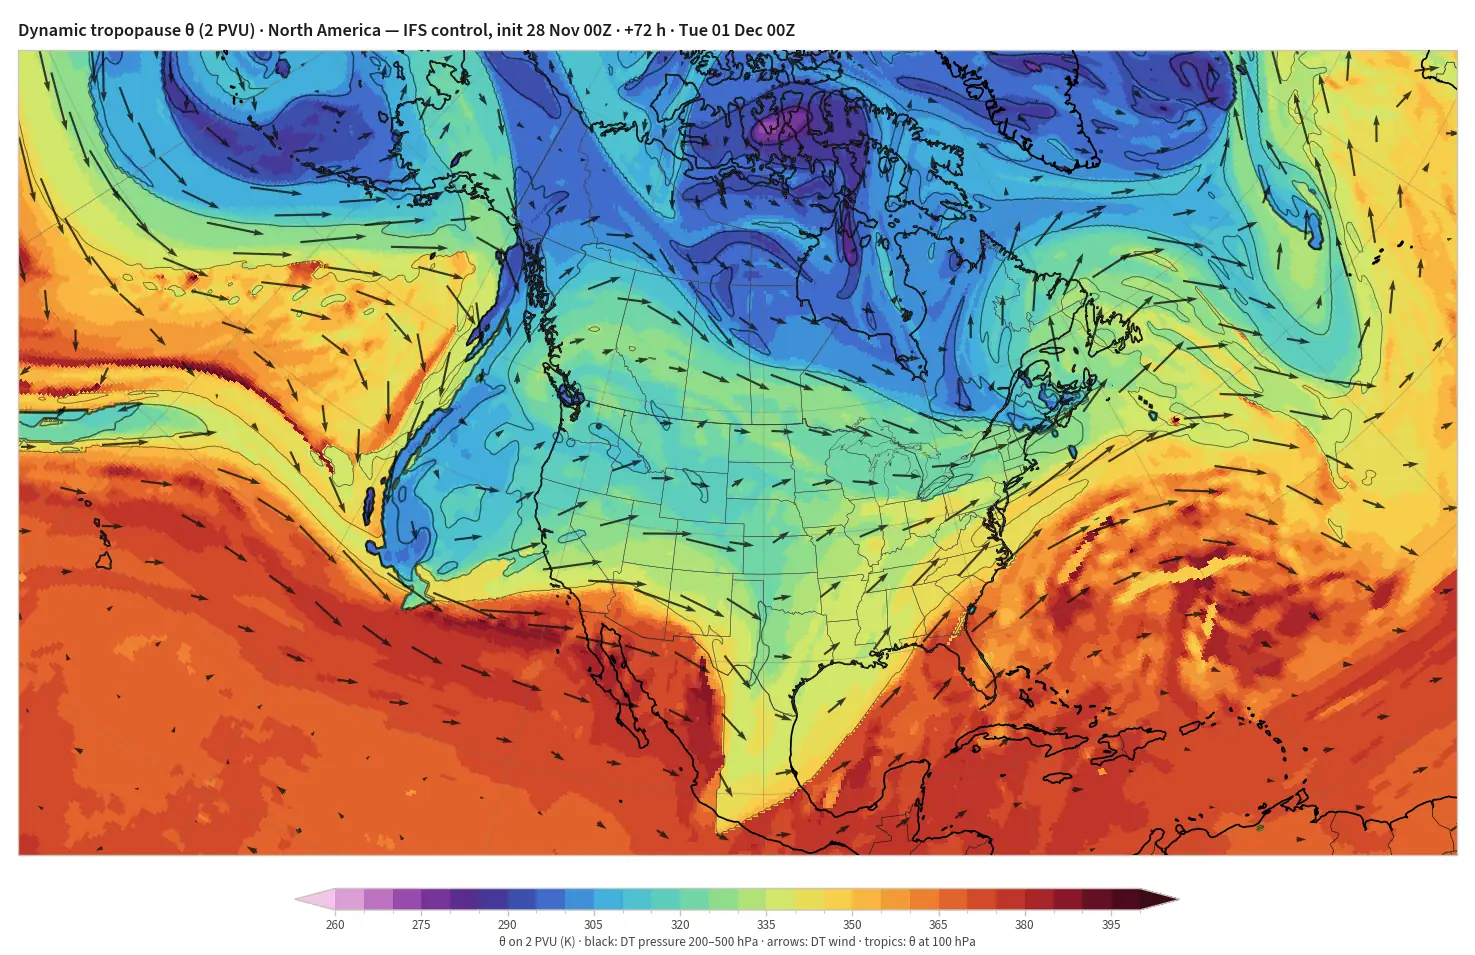 Dynamic tropopause θ (2 PVU) · North America — IFS control, init 28 Nov 00Z · +72 h · Tue 01 Dec 00Z
260 275 290 305 320 335 350 365 380 395
θ on 2 PVU (K) · black: DT pressure 200–500 hPa · arrows: DT wind · tropics: θ at 100 hPa